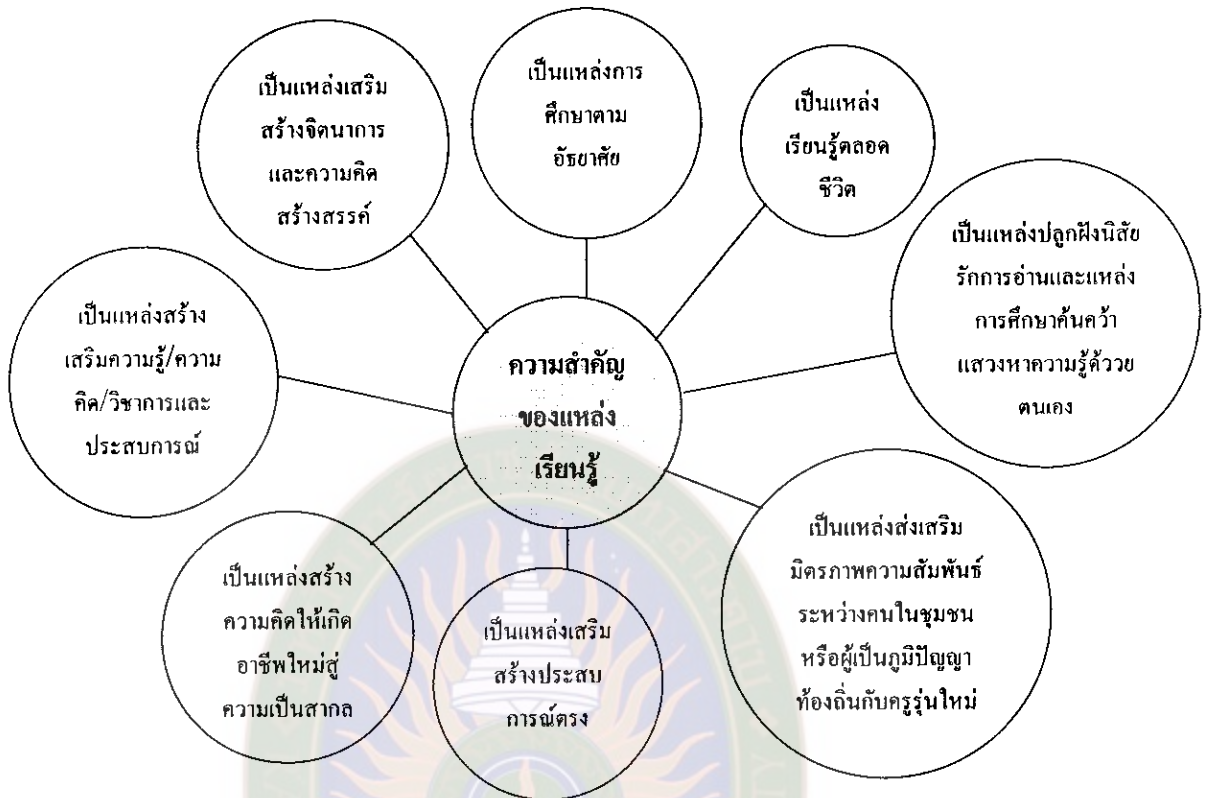 เป็นแหล่งการ
ศึกษาตาม
อัธยาศัย
เป็นแหล่ง
เรียนรู้ตลอด
ชีวิต
เป็นแหล่งปลูกฝังนิสัย
รักการอ่านและแหล่ง
การศึกษาค้นคว้า
แสวงหาความรู้ด้ววย
ตนเอง
เป็นแหล่งส่งเสริม
มิตรภาพความสัมพันธ์
ระหว่างคนในชุมชน
หรือผู้เป็นภูมิปัญญา
ท้องถิ่นกับครูรุ่นใหม่
เป็นแหล่งเสริม
สร้างประสบ
การณ์ตรง
เป็นแหล่งสร้าง
ความคิดให้เกิด
อาชีพใหม่สู่
ความเป็นสากล
เป็นแหล่งสร้าง
เสริมความรู้/ความ
คิด/วิชาการและ
ประสบการณ์
เป็นแหล่งเสริม
สร้างจิตนาการ
และความคิด
สร้างสรรค์
ความสำคัญ
ของแหล่ง
เรียนรู้